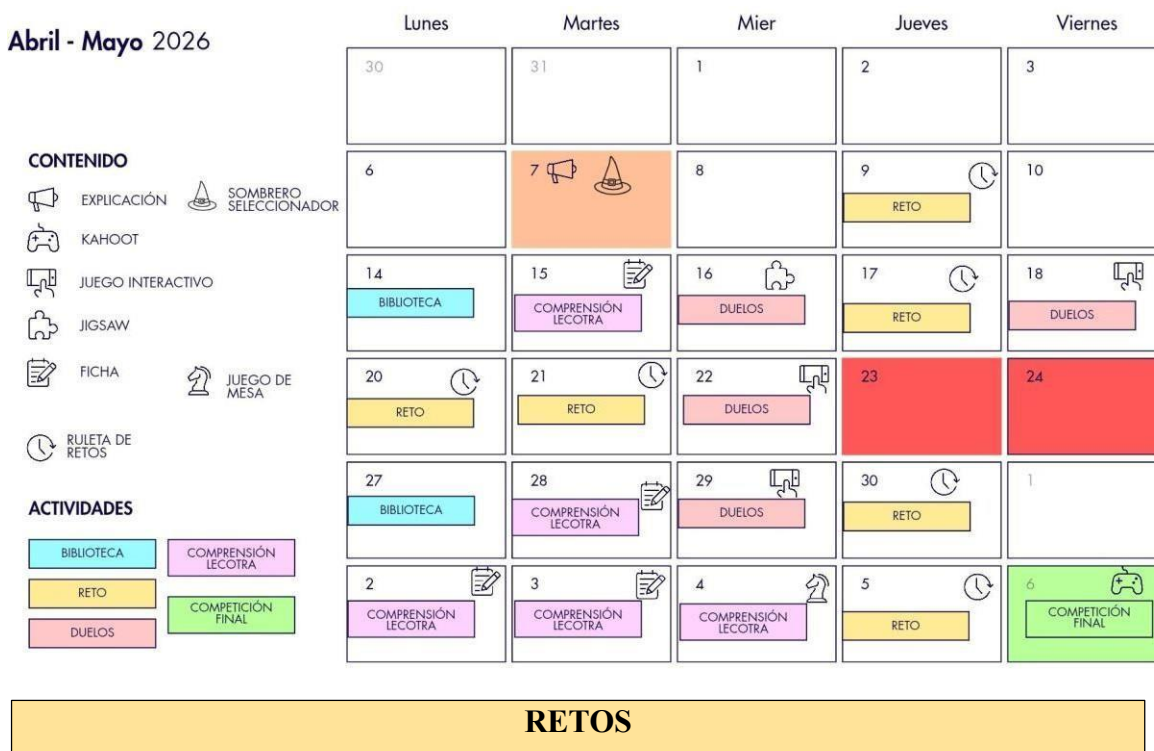 Abril - Mayo 2026
Lunes Martes Mier Jueves Viernes
30 31 1 2 3
6 7 8 9 10
RETO
14 15 16 17 18
BIBLIOTECA COMPRENSIÓN LECOTRA DUELOS RETO DUELOS
20 21 22 23 24
RETO RETO DUELOS
27 28 29 30 1
BIBLIOTECA COMPRENSIÓN LECOTRA DUELOS RETO
2 3 4 5 6
COMPRENSIÓN LECOTRA COMPRENSIÓN LECOTRA COMPRENSIÓN LECOTRA RETO COMPETICIÓN FINAL
CONTENIDO
EXPLICACIÓN
SOMBRERO
SELECCIONADOR
KAHOOT
JUEGO INTERACTIVO
JIGSAW
FICHA
JUEGO DE
MESA
RULETA DE
RETOS
ACTIVIDADES
BIBLIOTECA
COMPRENSIÓN
LECOTRA
RETO
COMPETICIÓN
FINAL
DUELOS
RETOS